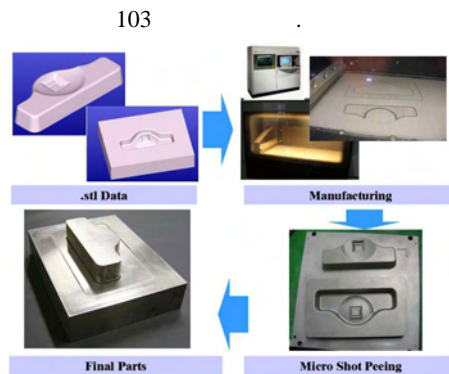 103 .
.stl Data
Manufacturing
Final Parts
Micro Shot Peeing